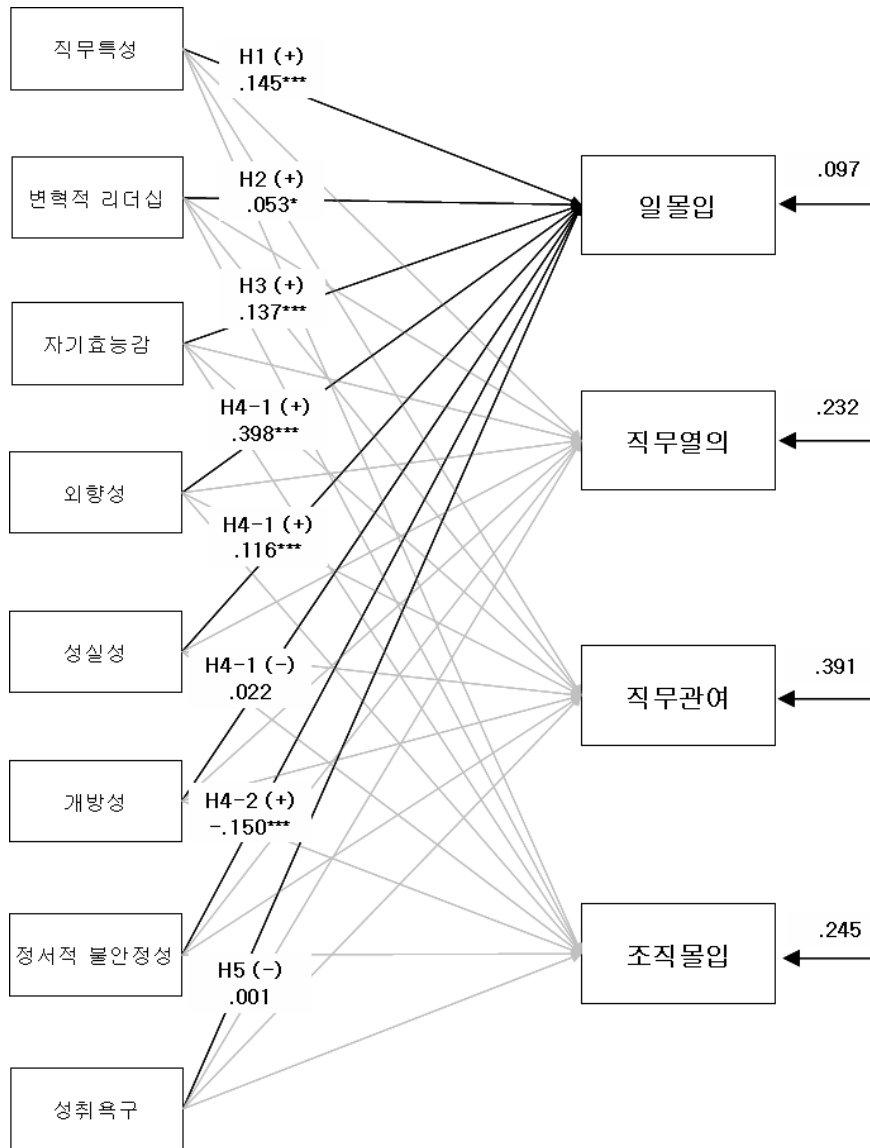 직무특성
H1 (+)
.145***
일몰입
.097
변혁적 리더십
H2 (+)
.053*
자기효능감
H3 (+)
.137***
직무열의
.232
외향성
H4-1 (+)
.398***
성실성
H4-1 (+)
.116***
직무관여
.391
개방성
H4-1 (-)
.022
정서적 불안정성
H4-2 (+)
-.150***
조직몰입
.245
성취욕구
H5 (-)
.001